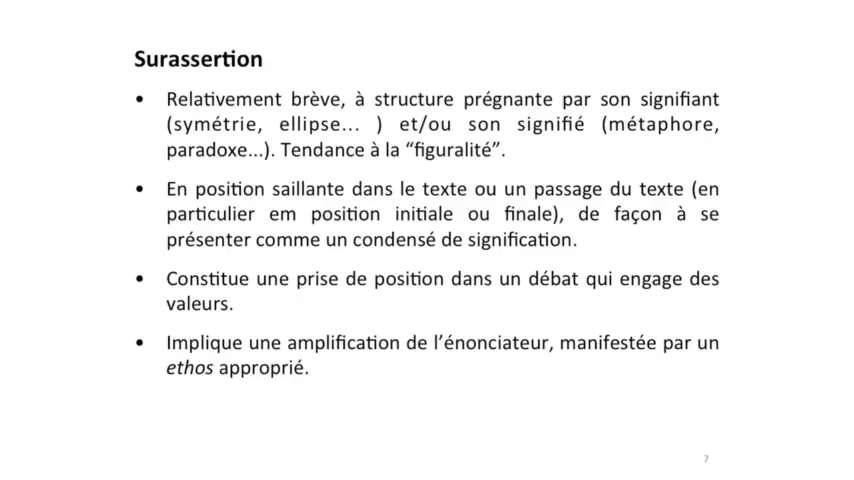 Surassertion
• Relativement brève, à structure prégnante par son signifiant
(symétrie, ellipse... ) et/ou son signifié (métaphore,
paradoxe...). Tendance à la “figuralité”.
• En position saillante dans le texte ou un passage du texte (en
particulier em position initiale ou finale), de façon à se
présenter comme un condensé de signification.
• Constitue une prise de position dans un débat qui engage des
valeurs.
• Implique une amplification de l’énonciateur, manifestée par un
ethos approprié.
7